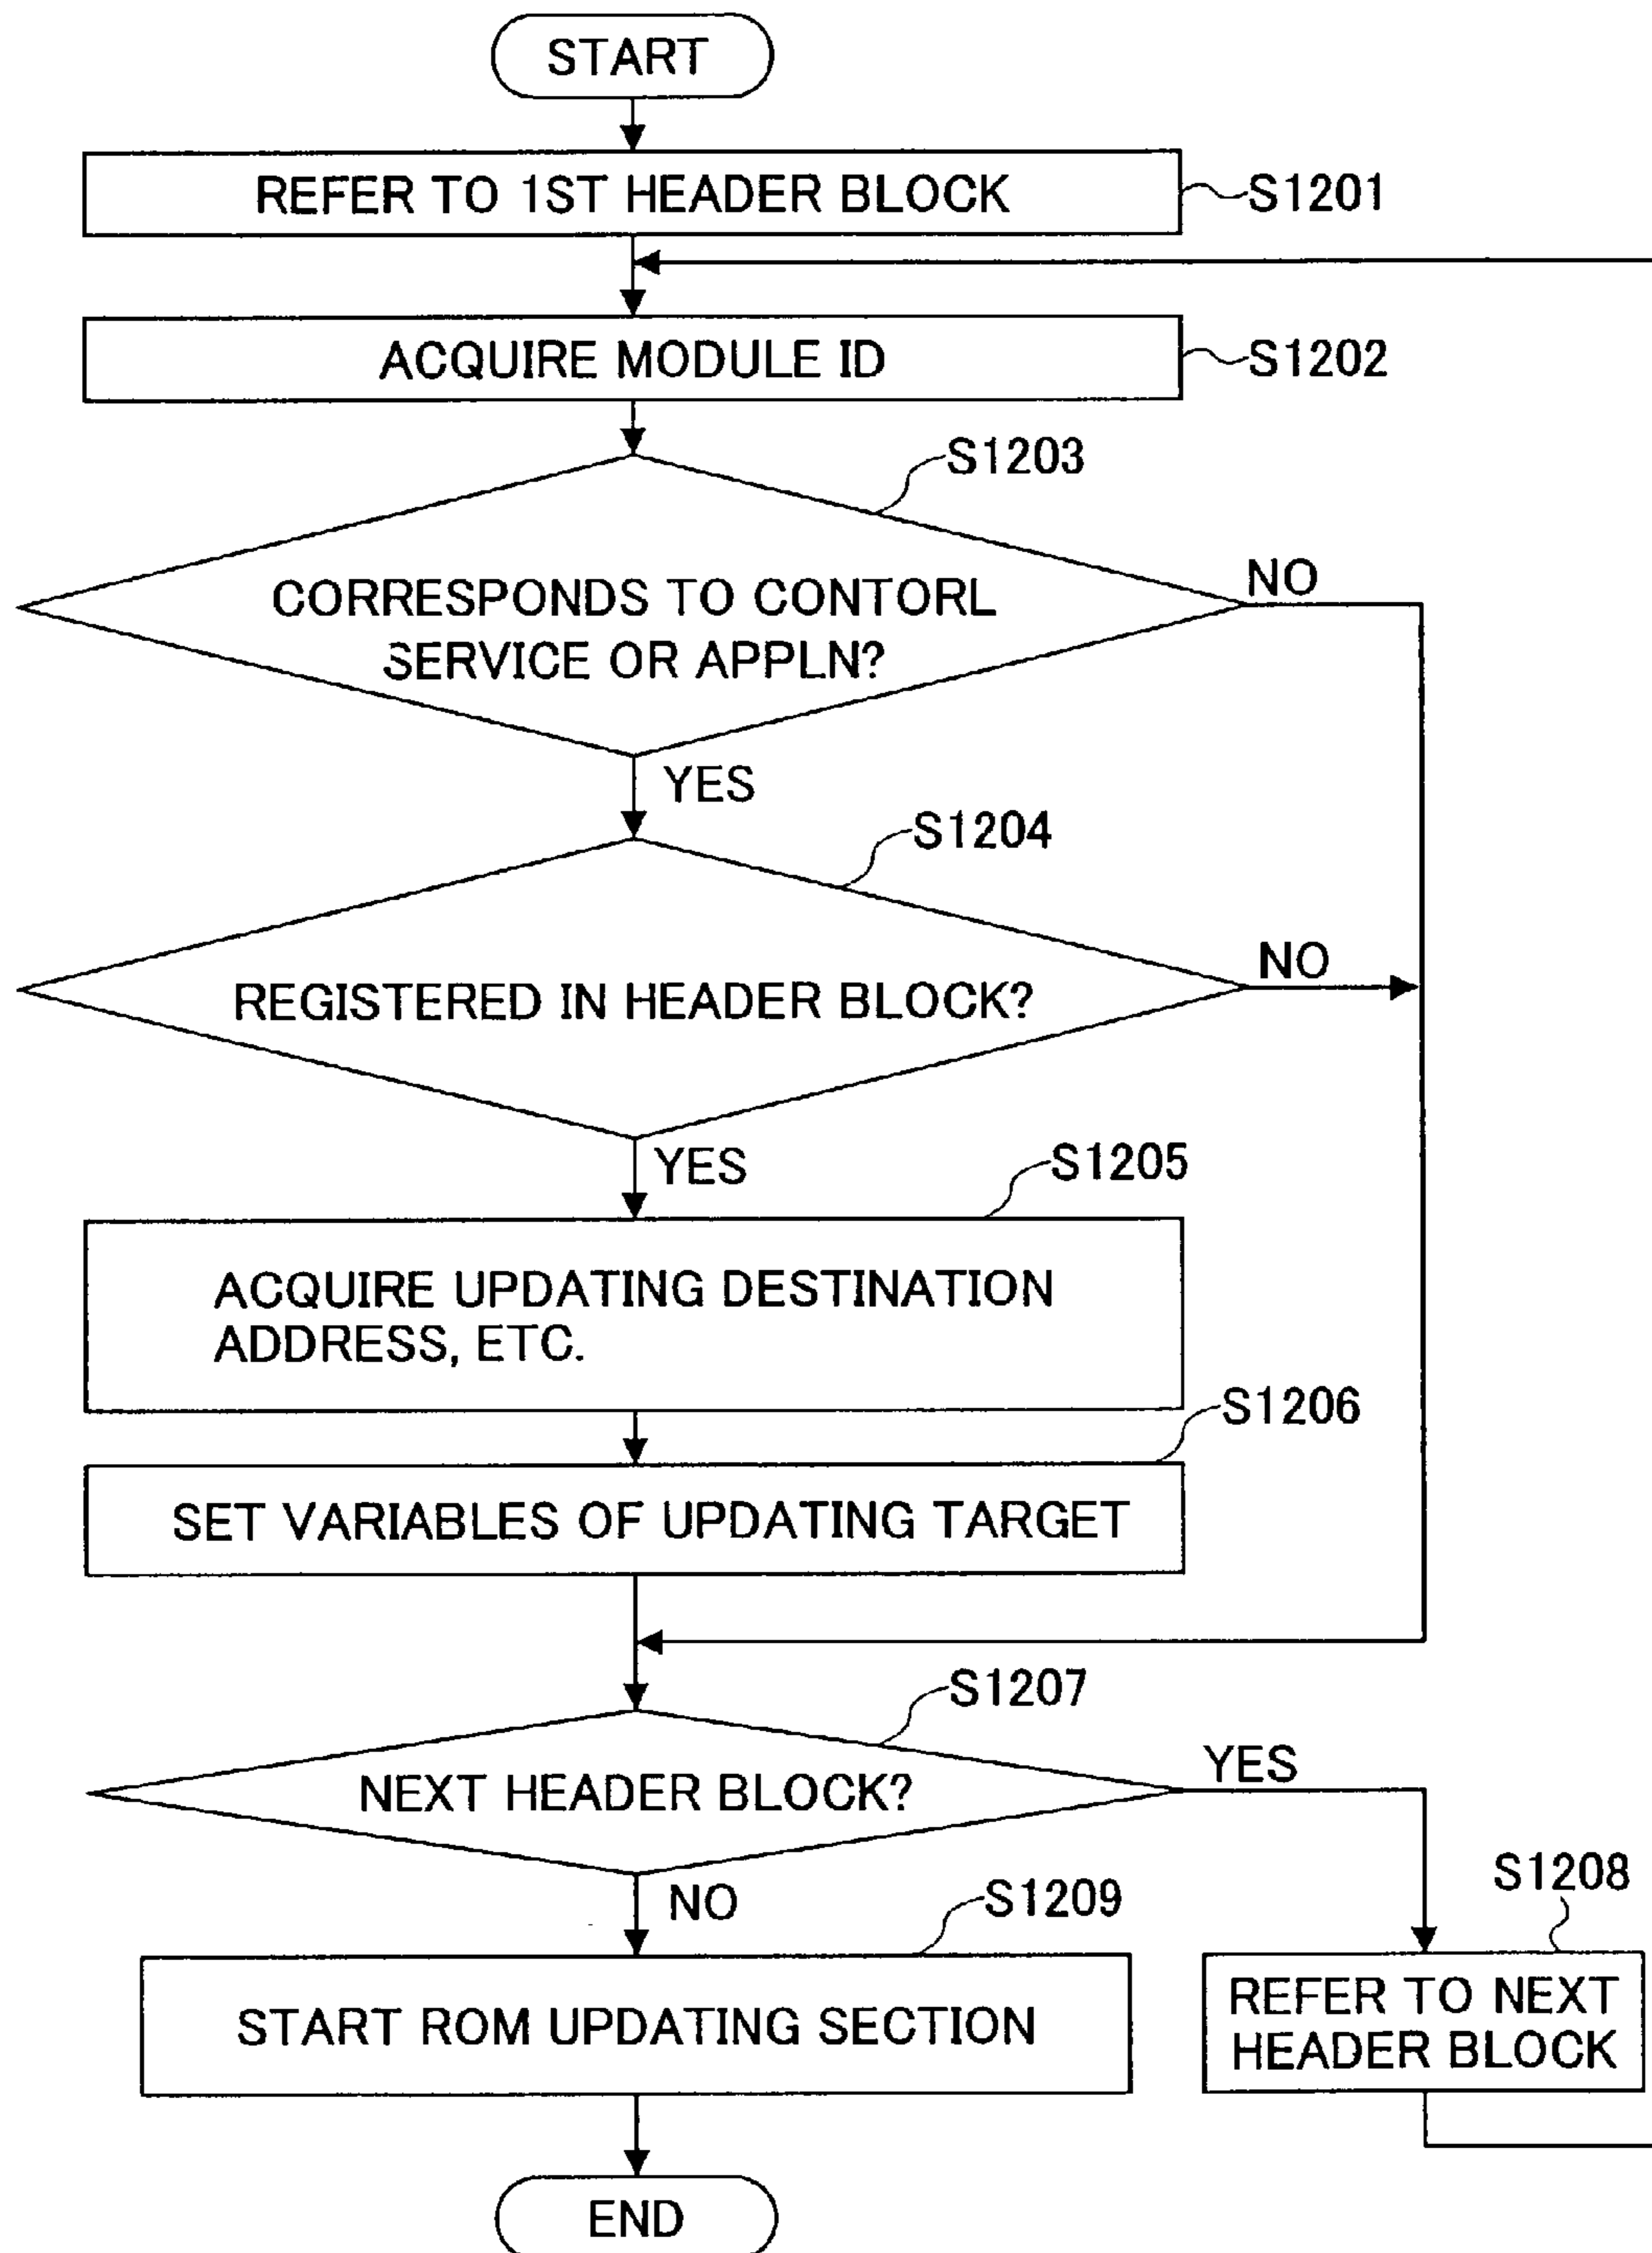 START
REFER TO 1ST HEADER BLOCK
S1201
ACQUIRE MODULE ID
S1202
S1203
CORRESPONDS TO CONTORL
SERVICE OR APPLN?
NO
YES
S1204
REGISTERED IN HEADER BLOCK?
NO
YES
S1205
ACQUIRE UPDATING DESTINATION
ADDRESS, ETC.
S1206
SET VARIABLES OF UPDATING TARGET
S1207
NEXT HEADER BLOCK?
YES
NO
S1209
S1208
START ROM UPDATING SECTION
REFER TO NEXT
HEADER BLOCK
END